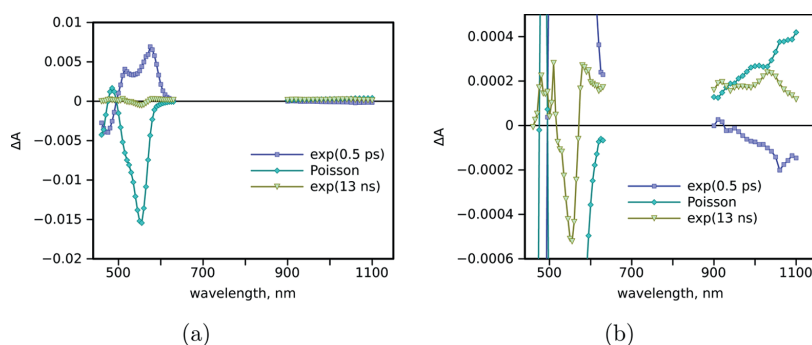 0.01
0.005
0
−0.005
−0.01
−0.015
−0.02
ΔA
exp(0.5 ps)
Poisson
exp(13 ns)
500 700 900 1100
wavelength, nm
(a)
0.0004
0.0002
0
−0.0002
−0.0004
−0.0006
ΔA
exp(0.5 ps)
Poisson
exp(13 ns)
500 700 900 1100
wavelength, nm
(b)